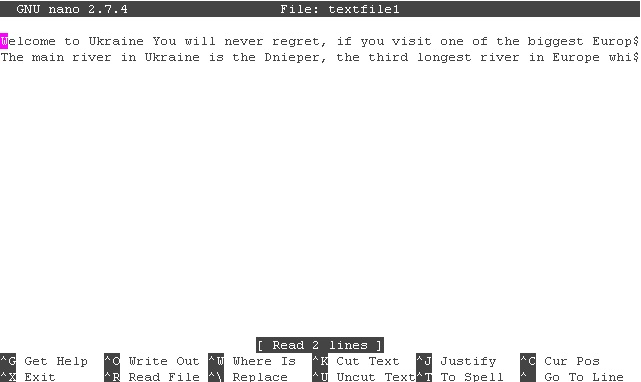 GNU nano 2.7.4 File: textfile1
Welcome to Ukraine You will never regret, if you visit one of the biggest Europ$
The main river in Ukraine is the Dnieper, the third longest river in Europe whi$
[ Read 2 lines ]
^G Get Help ^O Write Out ^W Where Is ^K Cut Text ^J Justify ^C Cur Pos
^X Exit ^R Read File ^\ Replace ^U Uncut Text ^T To Spell ^_ Go To Line